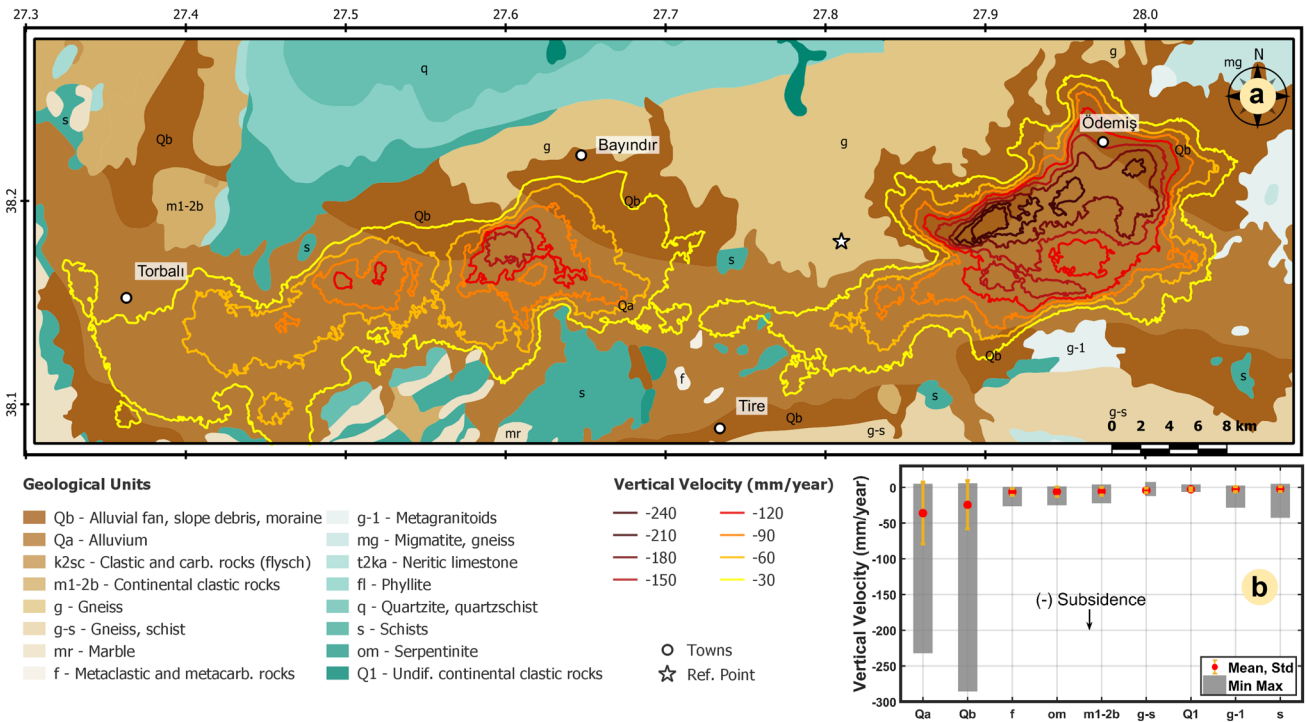 27.3 27.4 27.5 27.6 27.7 27.8 27.9 28.0
38.2
38.1
q
g
mg
N
a
s
Qb
Ödemiş
Bayındır
g
g
Qb
m1-2b
Qb
Qb
s
s
Torbalı
Qa
g-1
Qb
f
s
s
s
Tire
Qb
g-s
mr
g-s
0 2 4 6 8 km
Geological Units
Qb - Alluvial fan, slope debris, moraine
Qa - Alluvium
k2sc - Clastic and carb. rocks (flysch)
m1-2b - Continental clastic rocks
g - Gneiss
g-s - Gneiss, schist
mr - Marble
f - Metaclastic and metacarb. rocks
g-1 - Metagranitoids
mg - Migmatite, gneiss
t2ka - Neritic limestone
fl - Phyllite
q - Quartzite, quartzschist
s - Schists
om - Serpentinite
Q1 - Undif. continental clastic rocks
Vertical Velocity (mm/year)
-240
-210
-180
-150
-120
-90
-60
-30
Towns
Ref. Point
Vertical Velocity (mm/year)
0
-50
-100
-150
-200
-250
-300
b
(-) Subsidence
Mean, Std
Min Max
Qa Qb f om m1-2b g-s Q1 g-1 s